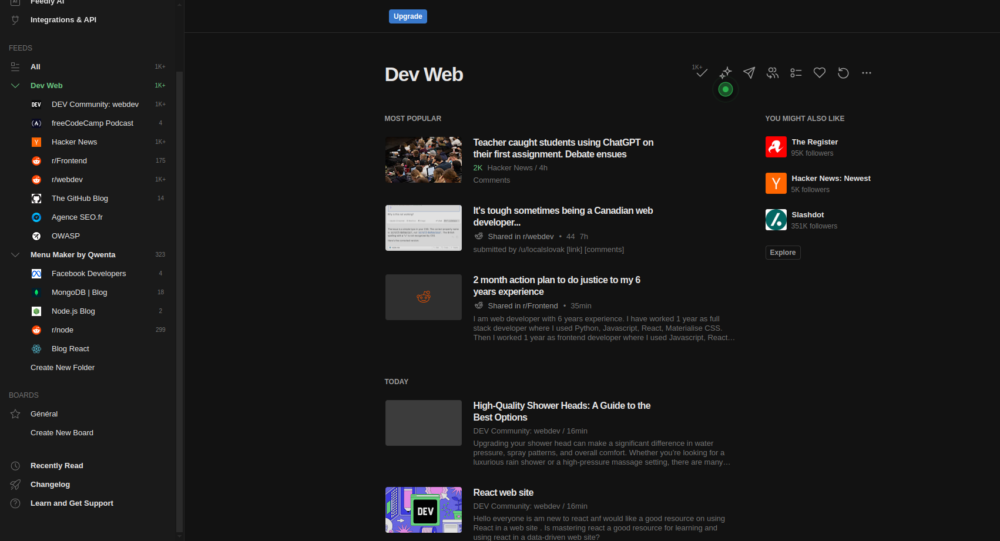 Feedly AI
Integrations & API
FEEDS
All 1K+
Dev Web 1K+
DEV DEV Community: webdev 1K+
freeCodeCamp Podcast 4
Y Hacker News 1K+
r/Frontend 175
r/webdev 1K+
The GitHub Blog 14
Agence SEO.fr
OWASP
Menu Maker by Qwenta 323
Facebook Developers 4
MongoDB | Blog 18
Node.js Blog 2
r/node 299
Blog React
Create New Folder
BOARDS
Général
Create New Board
Recently Read
Changelog
Learn and Get Support
Upgrade
Dev Web
1K+
MOST POPULAR
Teacher caught students using ChatGPT on
their first assignment. Debate ensues
2K Hacker News / 4h
Comments
Why is this not working?
It's tough sometimes being a Canadian web
developer...
Shared in r/webdev • 44 7h
submitted by /u/localslovak [link] [comments]
2 month action plan to do justice to my 6
years experience
Shared in r/Frontend • 35min
I am web developer with 6 years experience. I have worked 1 year as full
stack developer where I used Python, Javascript, React, Materialise CSS.
Then I worked 1 year as frontend developer where I used Javascript, React…
TODAY
High-Quality Shower Heads: A Guide to the
Best Options
DEV Community: webdev / 16min
Upgrading your shower head can make a significant difference in water
pressure, spray patterns, and overall comfort. Whether you're looking for a
luxurious rain shower or a high-pressure massage setting, there are many…
DEV
React web site
DEV Community: webdev / 16min
Hello everyone is am new to react anf would like a good resource on using
React in a web site . Is mastering react a good resource for learning and
using react in a data-driven web site?
YOU MIGHT ALSO LIKE
The Register
95K followers
Y
Hacker News: Newest
5K followers
Slashdot
351K followers
Explore